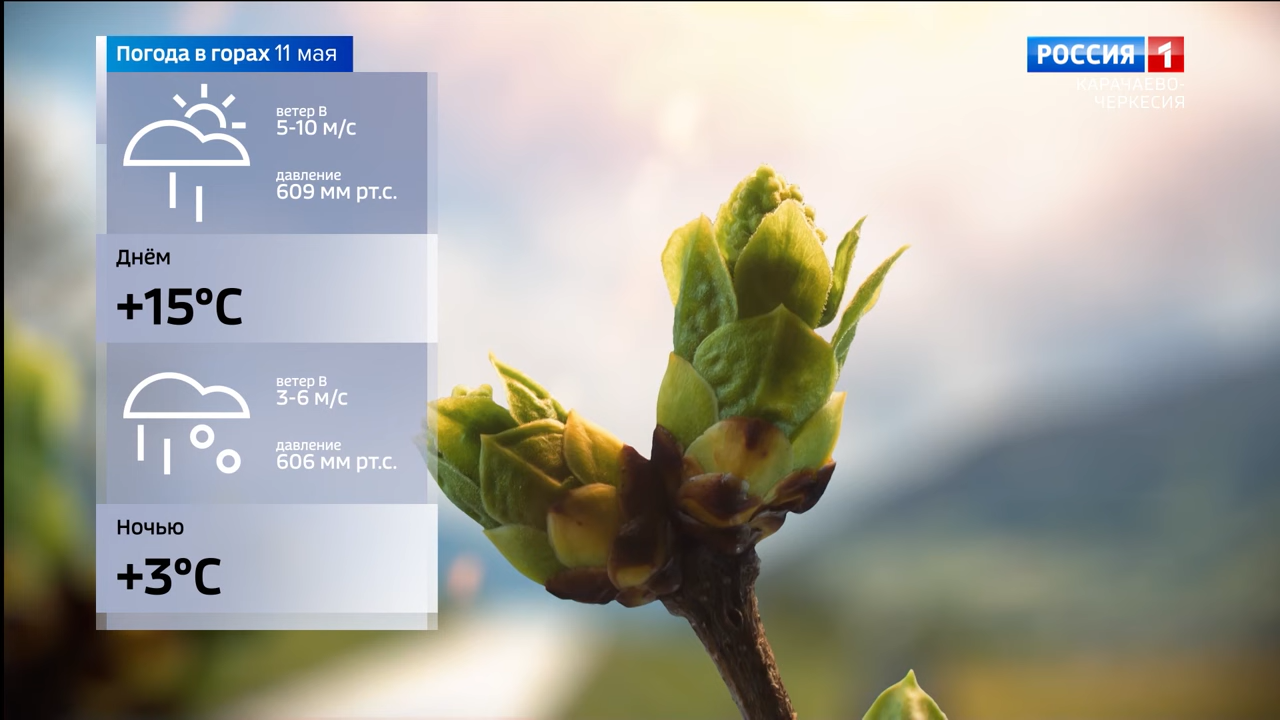 Погода в горах 11 мая
РОССИЯ 1
КАРАЧАЕВО-
ЧЕРКЕСИЯ
ветер В
5-10 м/с
давление
609 мм рт.с.
Днём
+15°С
ветер В
3-6 м/с
давление
606 мм рт.с.
Ночью
+3°С